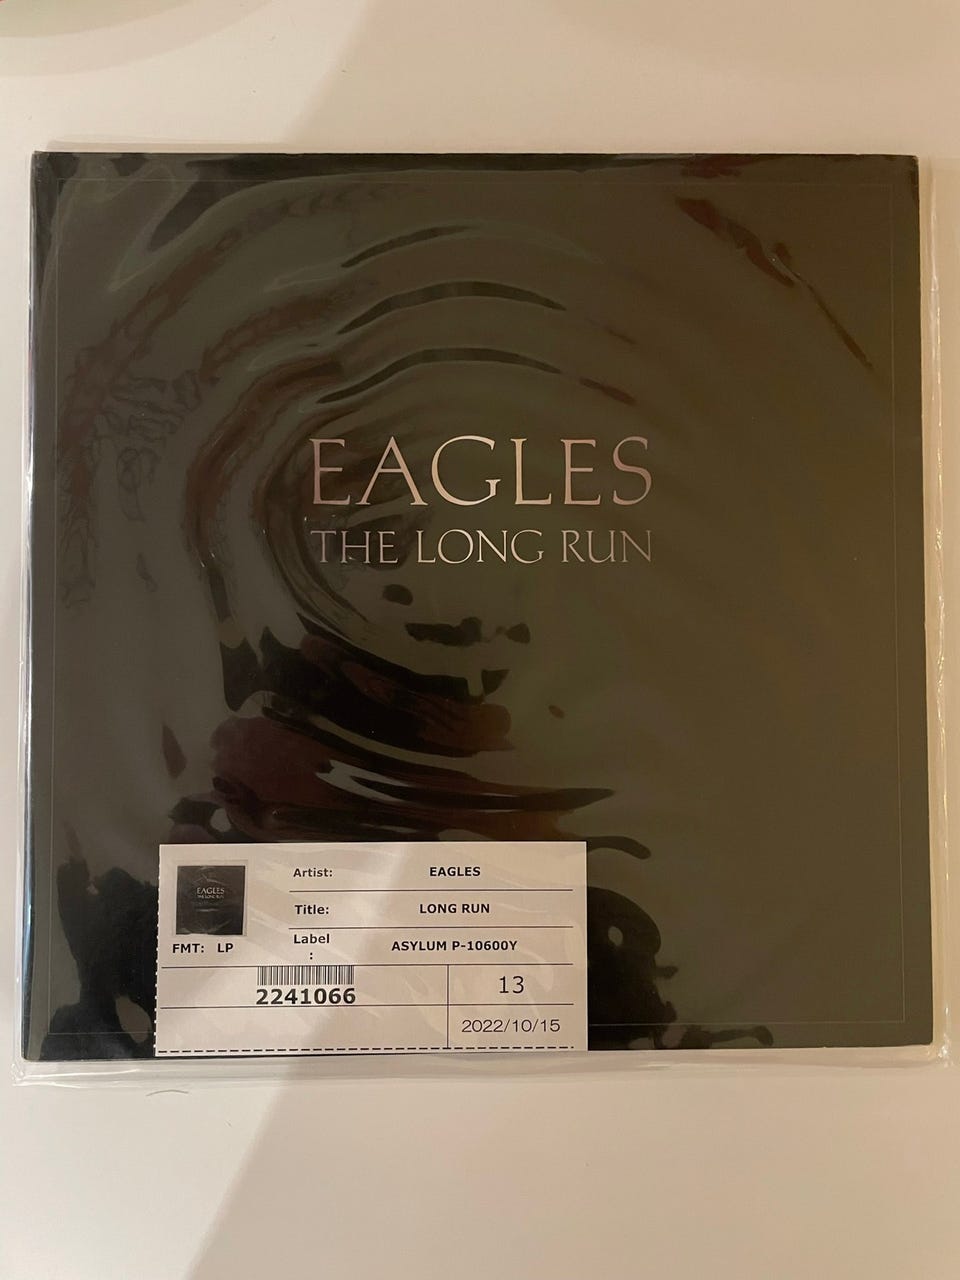 EAGLES
THE LONG RUN
EAGLES
THE LONG RUN
Artist: EAGLES
Title: LONG RUN
FMT: LP
Label : ASYLUM P-10600Y
2241066
13
2022/10/15